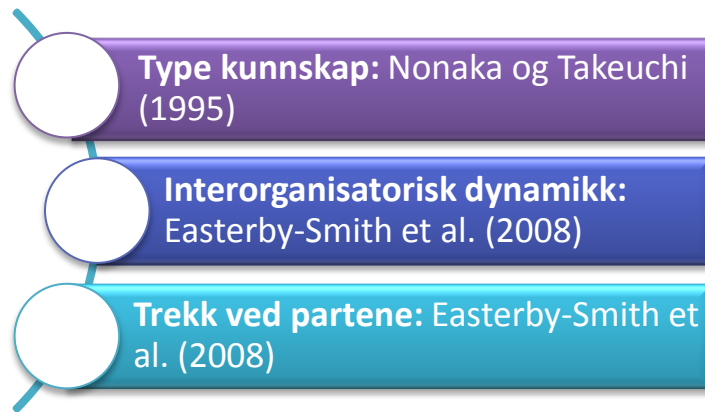 Type kunnskap: Nonaka og Takeuchi
(1995)
Interorganisatorisk dynamikk:
Easterby-Smith et al. (2008)
Trekk ved partene: Easterby-Smith et
al. (2008)